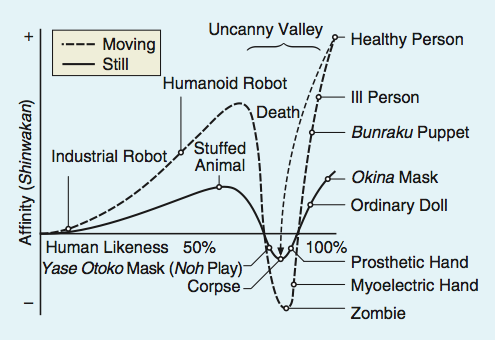 +
Moving
Still
Uncanny Valley
Healthy Person
Humanoid Robot
Death
Ill Person
Bunraku Puppet
Industrial Robot
Stuffed
Animal
Okina Mask
Ordinary Doll
Affinity (Shinwakan)
Human Likeness 50% 100%
Yase Otoko Mask (Noh Play)
Corpse
Prosthetic Hand
Myoelectric Hand
Zombie
–